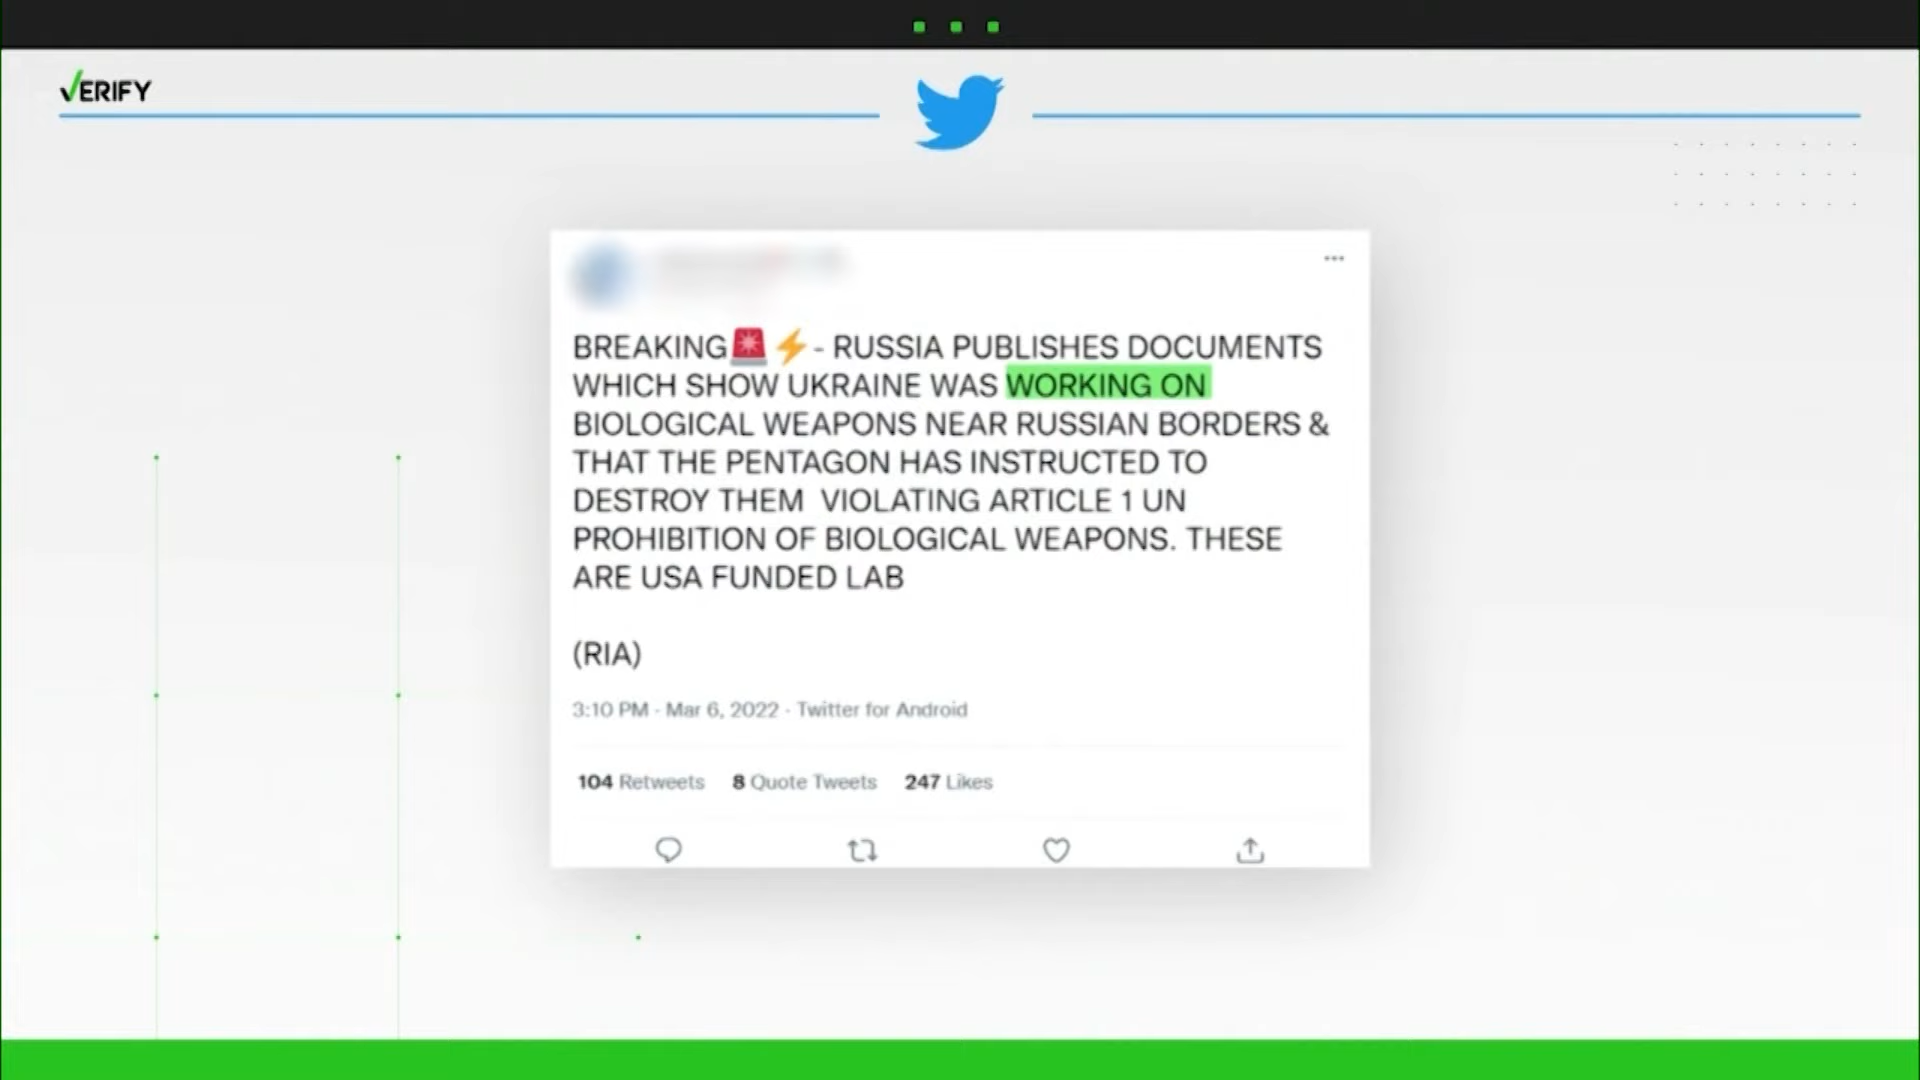 VERIFY
BREAKING🚨⚡- RUSSIA PUBLISHES DOCUMENTS
WHICH SHOW UKRAINE WAS WORKING ON
BIOLOGICAL WEAPONS NEAR RUSSIAN BORDERS &
THAT THE PENTAGON HAS INSTRUCTED TO
DESTROY THEM  VIOLATING ARTICLE 1 UN
PROHIBITION OF BIOLOGICAL WEAPONS. THESE
ARE USA FUNDED LAB
(RIA)
3:10 PM · Mar 6, 2022 · Twitter for Android
104 Retweets 8 Quote Tweets 247 Likes